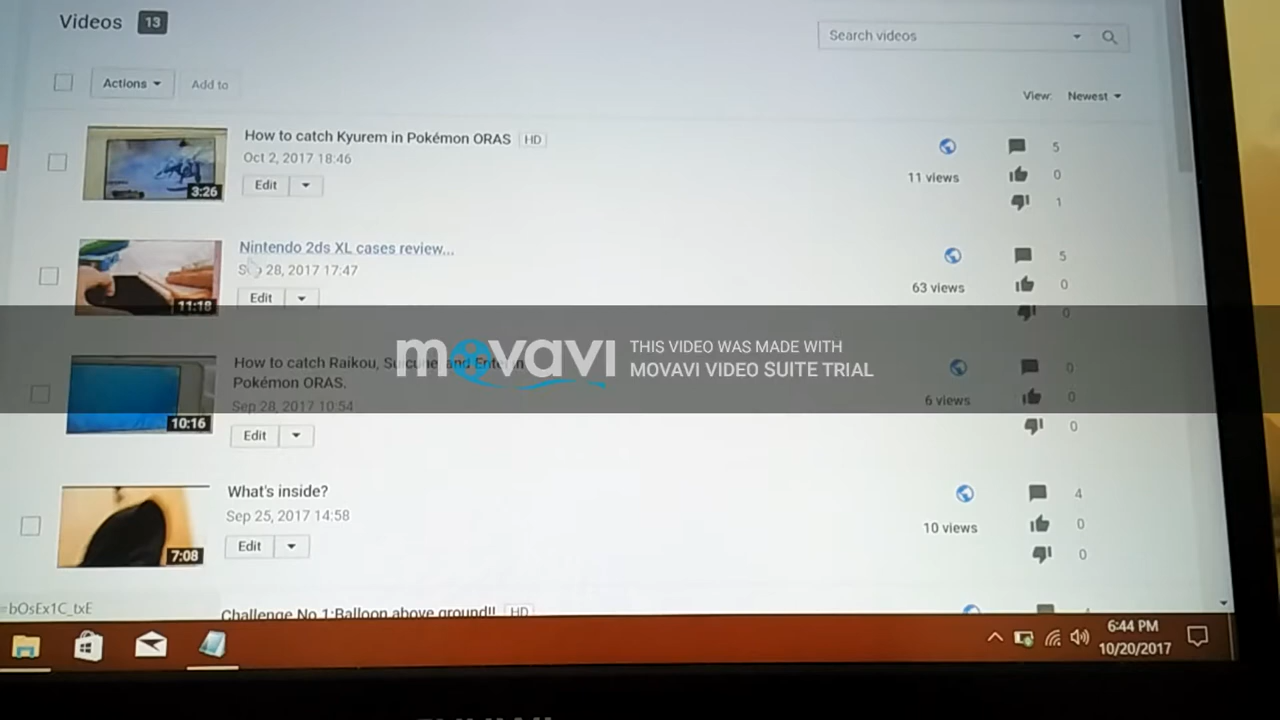 Videos 13
Search videos
Actions
Add to
View: Newest
How to catch Kyurem in Pokémon ORAS HD
Oct 2, 2017 18:46
3:26
Edit
11 views
5
0
1
Nintendo 2ds XL cases review...
Sep 28, 2017 17:47
11:18
Edit
63 views
5
0
0
movavi
THIS VIDEO WAS MADE WITH
MOVAVI VIDEO SUITE TRIAL
How to catch Raikou, Suicune and Entei in
Pokémon ORAS.
Sep 28, 2017 10:54
10:16
Edit
6 views
0
0
0
What's inside?
Sep 25, 2017 14:58
7:08
Edit
10 views
4
0
0
=bOsEx1C_txE
Challenge No 1:Balloon above ground!! HD
6:44 PM
10/20/2017